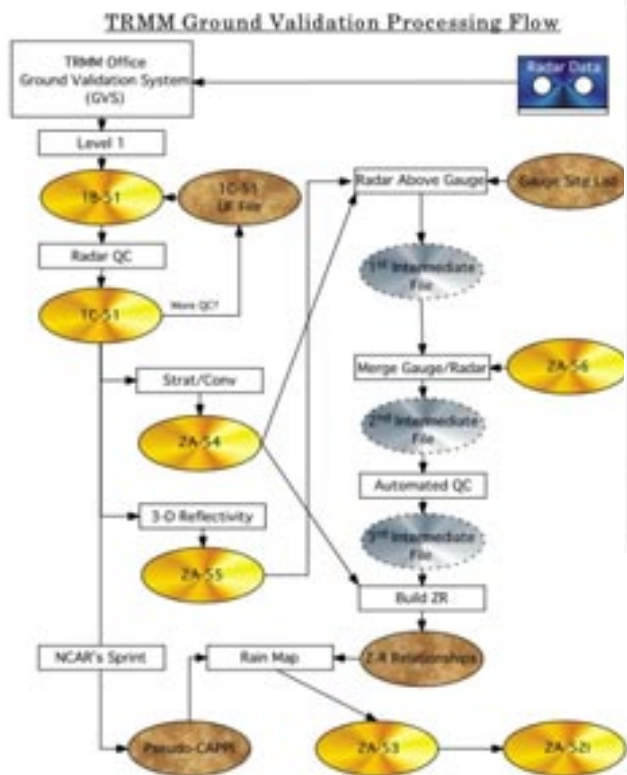 TRMM Ground Validation Processing Flow
TRMM Office
Ground Validation System
(GVS)
Radar Data
Level 1
1B-51
1C-51
UF File
Radar Above Gauge
Gauge Site List
Radar QC
1st Intermediate
File
1C-51
More QC?
Strat/Conv
Merge Gauge/Radar
2A-56
2A-54
2nd Intermediate
File
Automated QC
3-D Reflectivity
3rd Intermediate
File
2A-55
Build ZR
NCAR's Sprint
Rain Map
Z-R Relationships
Pseudo-CAPPI
2A-53
2A-52i